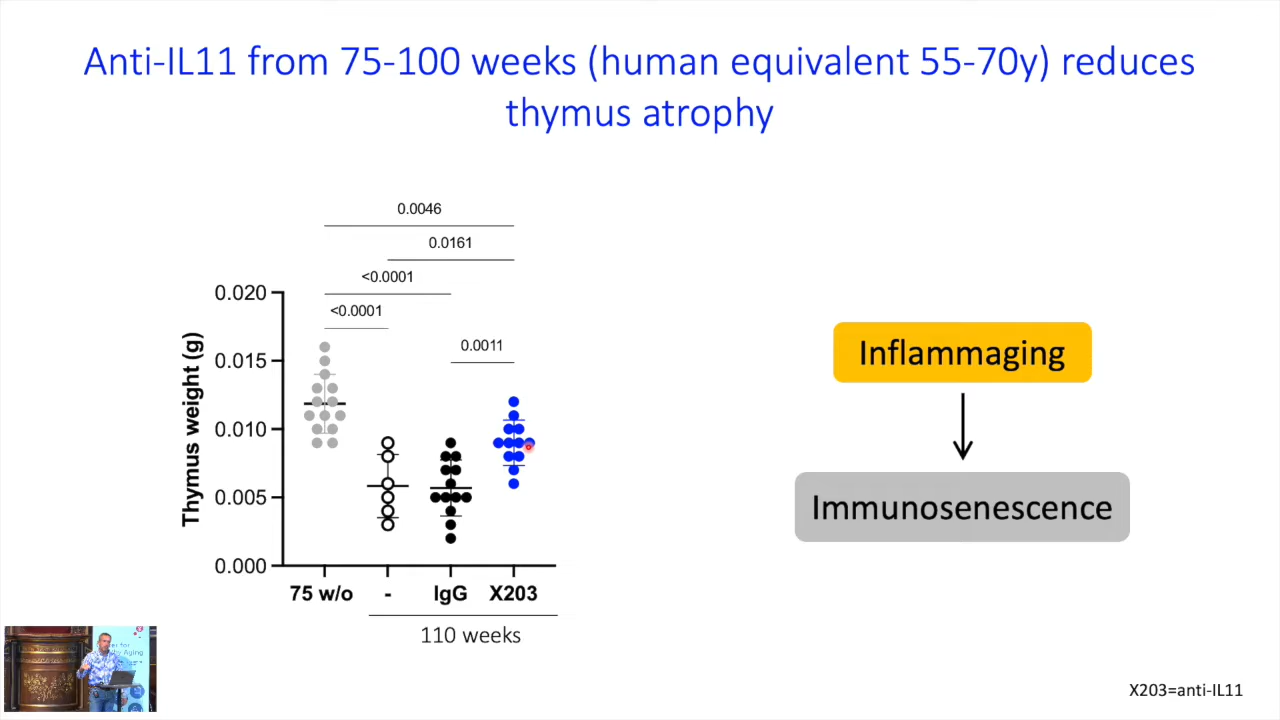 Anti-IL11 from 75-100 weeks (human equivalent 55-70y) reduces
thymus atrophy
0.0046
0.0161
<0.0001
<0.0001
0.0011
Thymus weight (g)
0.020
0.015
0.010
0.005
0.000
75 w/o
-
IgG
X203
110 weeks
Inflammaging
Immunosenescence
X203=anti-IL11